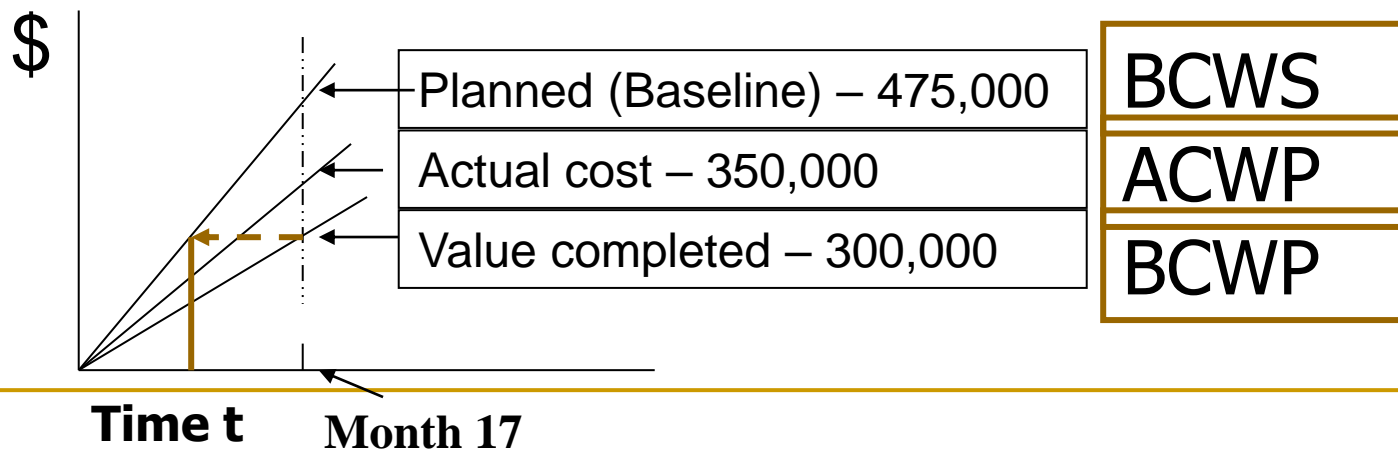 $
Planned (Baseline) – 475,000
BCWS
Actual cost – 350,000
ACWP
Value completed – 300,000
BCWP
Time t
Month 17